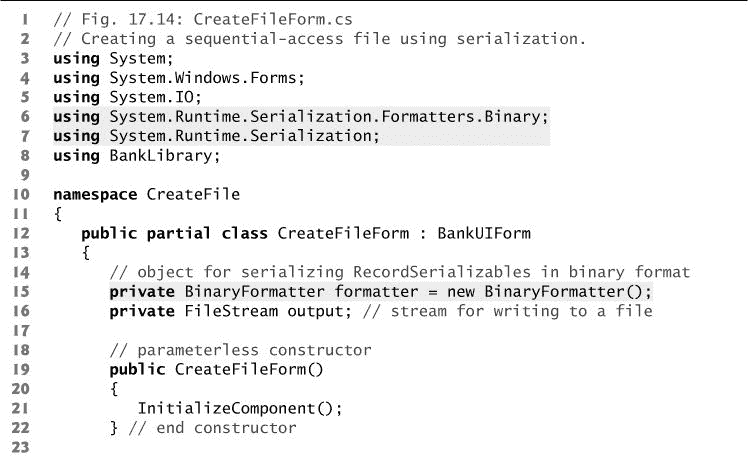 1 // Fig. 17.14: CreateFileForm.cs
2 // Creating a sequential-access file using serialization.
3 using System;
4 using System.Windows.Forms;
5 using System.IO;
6 using System.Runtime.Serialization.Formatters.Binary;
7 using System.Runtime.Serialization;
8 using BankLibrary;
9
10 namespace CreateFile
11 {
12    public partial class CreateFileForm : BankUIForm
13    {
14       // object for serializing RecordSerializables in binary format
15       private BinaryFormatter formatter = new BinaryFormatter();
16       private FileStream output; // stream for writing to a file
17
18       // parameterless constructor
19       public CreateFileForm()
20       {
21          InitializeComponent();
22       } // end constructor
23